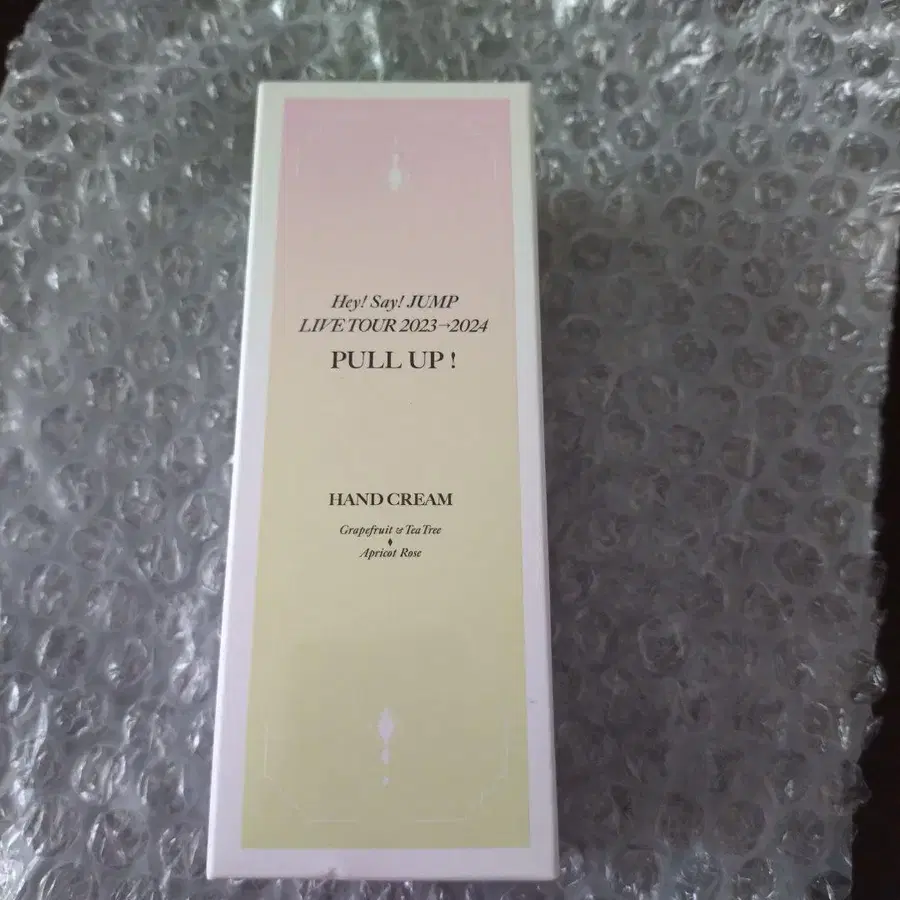 Hey! Say! JUMP
LIVE TOUR 2023→2024
PULL UP!
HAND CREAM
Grapefruit & Tea Tree
Apricot Rose